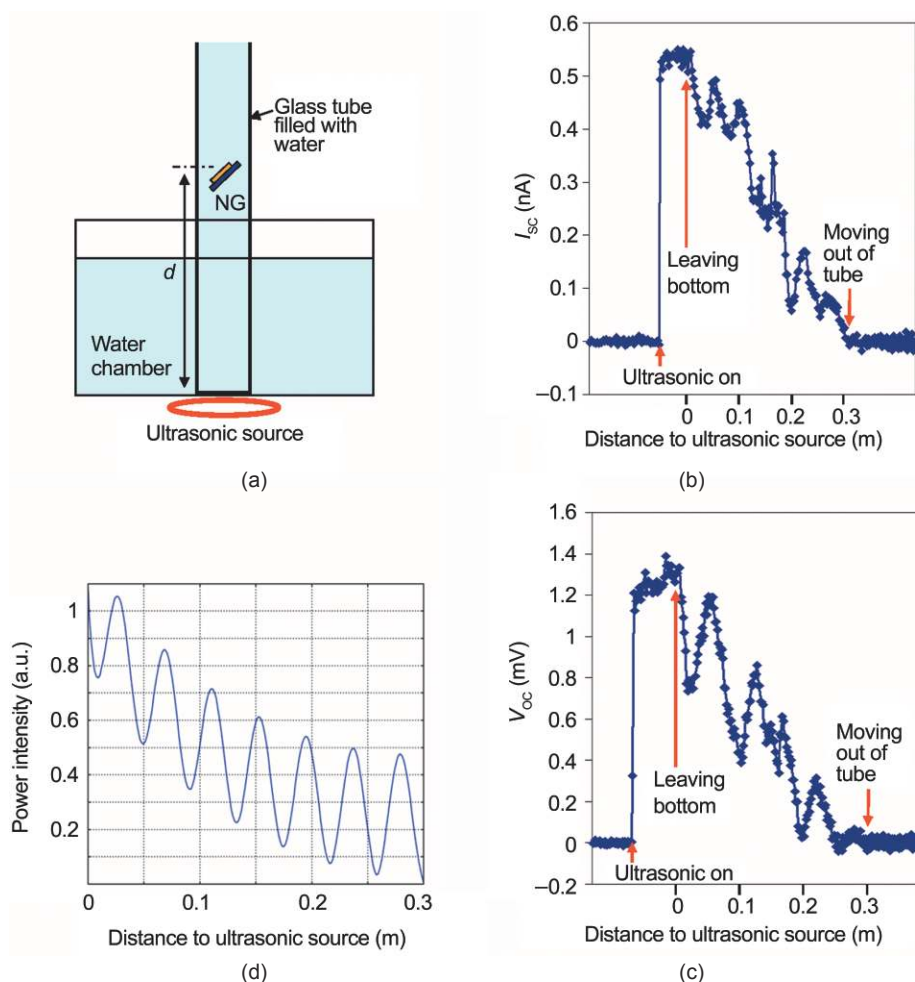 Glass tube
filled with
water
NG
d
Water
chamber
Ultrasonic source
(a)
0.6
0.5
0.4
0.3
0.2
0.1
0
–0.1
I_SC (nA)
Leaving
bottom
Moving
out of
tube
Ultrasonic on
0 0.1 0.2 0.3
Distance to ultrasonic source (m)
(b)
1
0.8
0.6
0.4
0.2
Power intensity (a.u.)
0 0.05 0.1 0.15 0.2 0.3
Distance to ultrasonic source (m)
(d)
1.6
1.4
1.2
1
0.8
0.6
0.4
0.2
0
–0.2
V_OC (mV)
Leaving
bottom
Moving
out of
tube
Ultrasonic on
0 0.1 0.2 0.3
Distance to ultrasonic source (m)
(c)